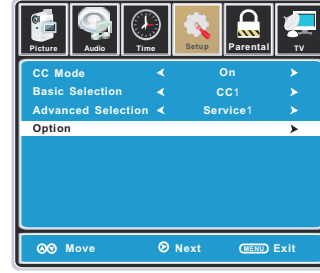 Picture Audio Time Setup Parental TV
CC Mode On
Basic Selection CC1
Advanced Selection Service1
Option
Move Next MENU Exit